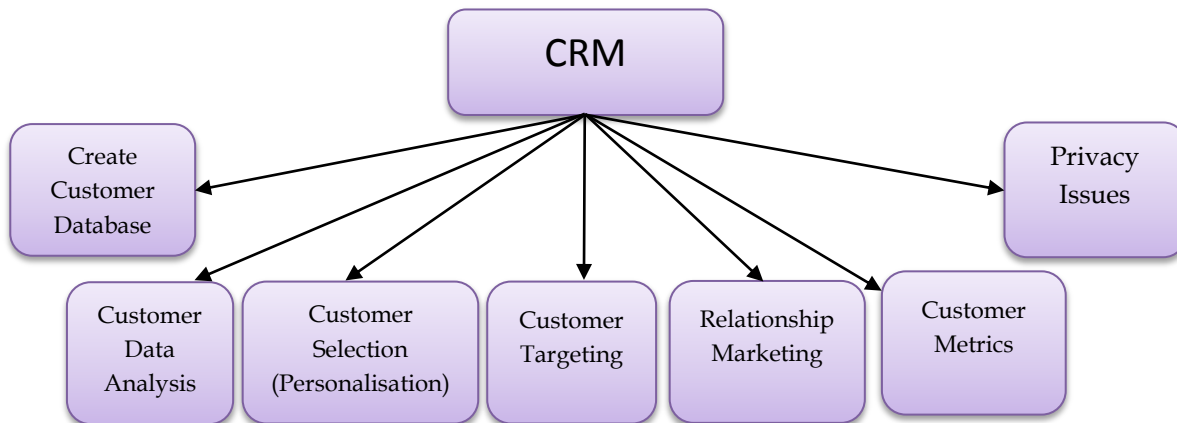 CRM
Create
Customer
Database
Privacy
Issues
Customer
Data
Analysis
Customer
Selection
(Personalisation)
Customer
Targeting
Relationship
Marketing
Customer
Metrics